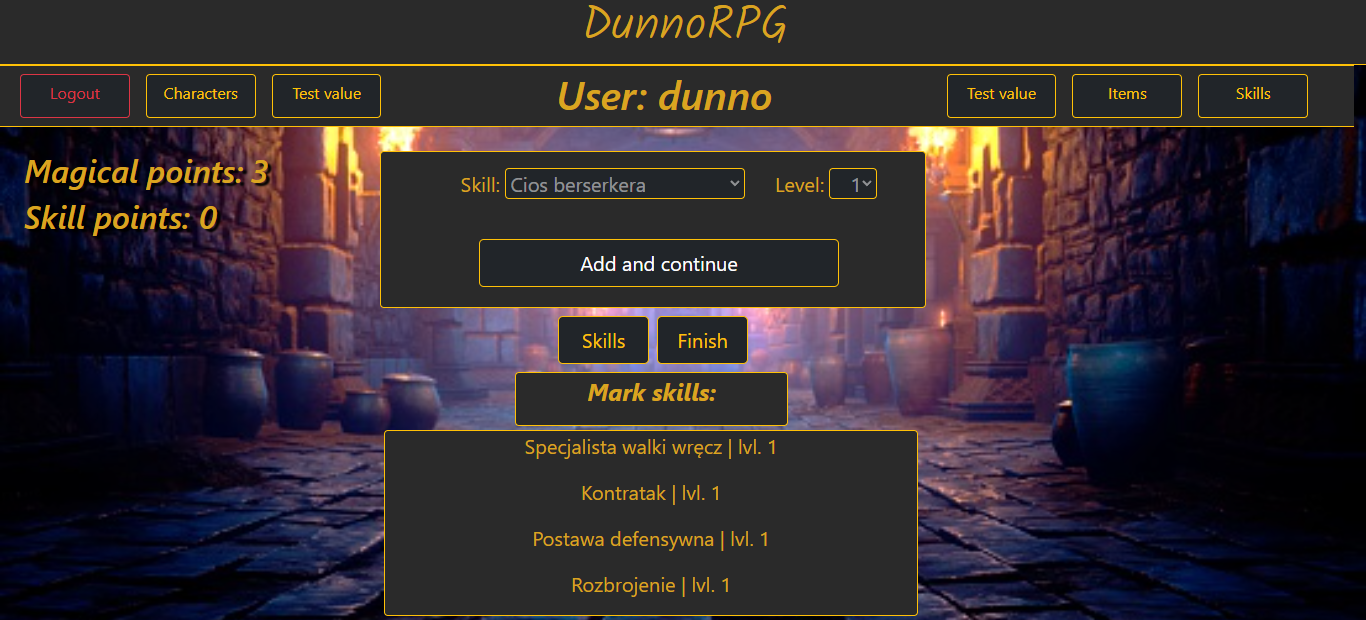 DunnoRPG
Logout Characters Test value User: dunno Test value Items Skills
Magical points: 3
Skill points: 0
Skill: Cios berserkera Level: 1
Add and continue
Skills Finish
Mark skills:
Specjalista walki wręcz | lvl. 1
Kontratak | lvl. 1
Postawa defensywna | lvl. 1
Rozbrojenie | lvl. 1